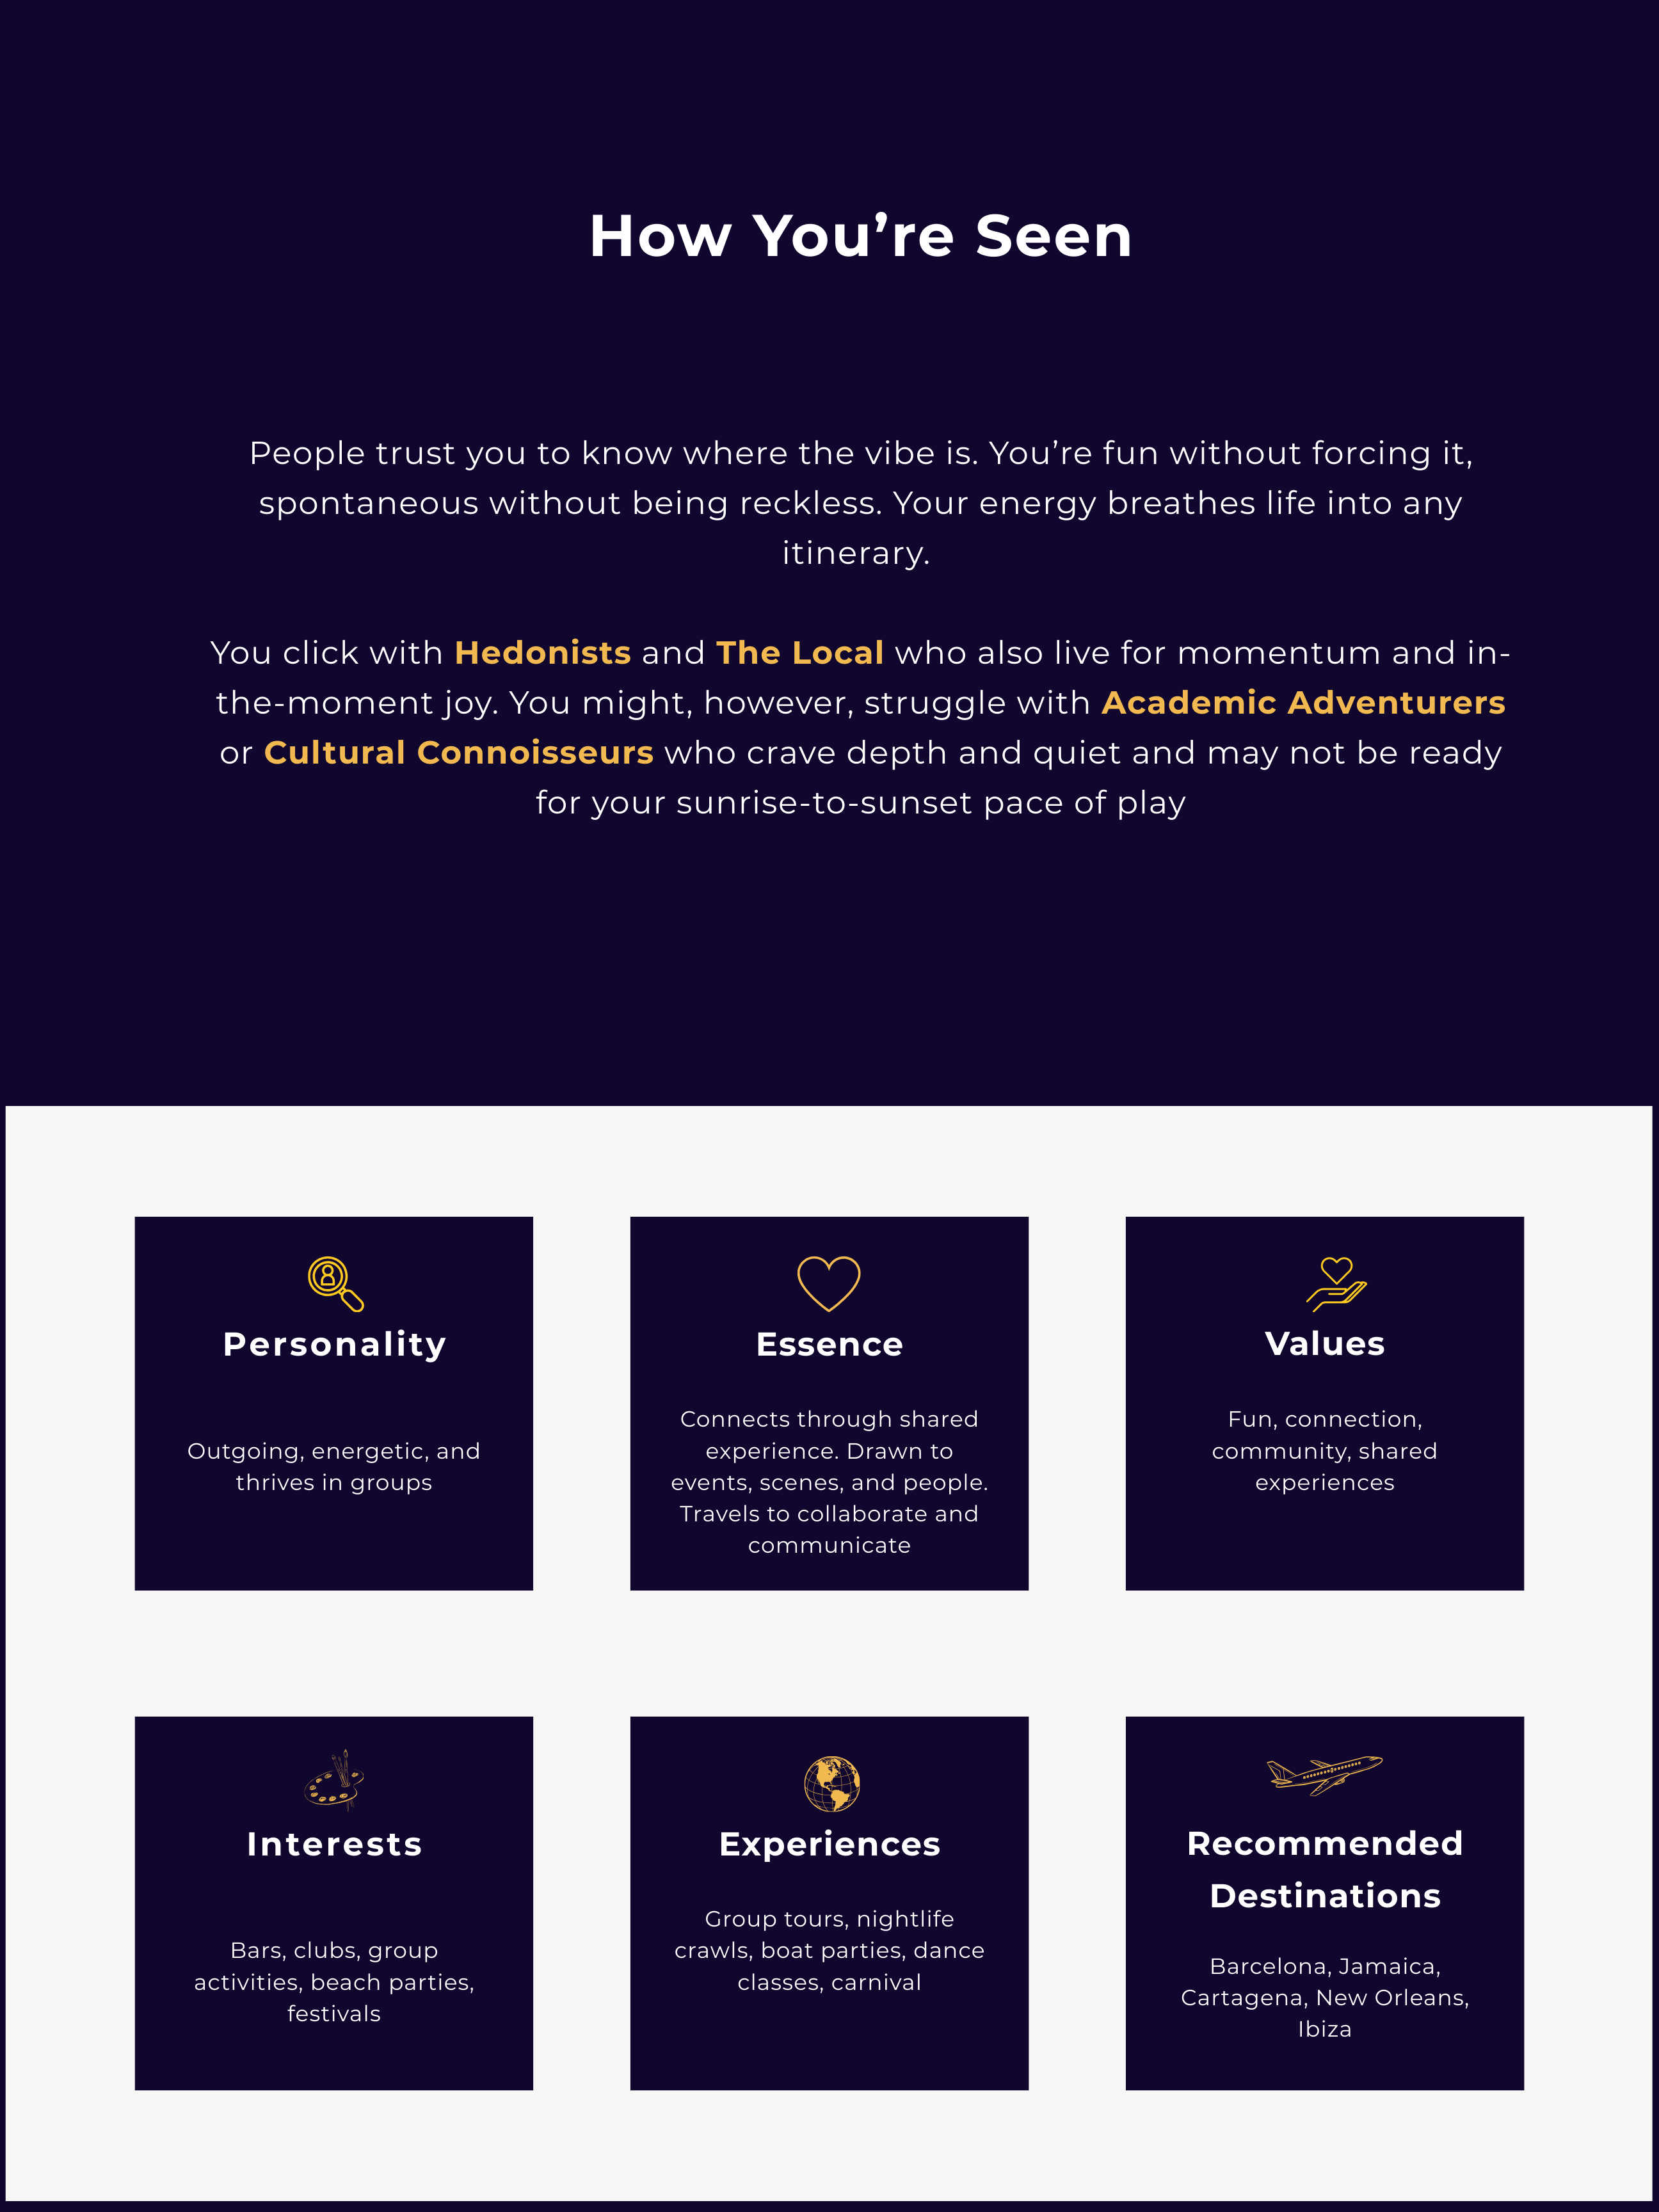 How You’re Seen
People trust you to know where the vibe is. You’re fun without forcing it,
spontaneous without being reckless. Your energy breathes life into any
itinerary.
You click with Hedonists and The Local who also live for momentum and in-
the-moment joy. You might, however, struggle with Academic Adventurers
or Cultural Connoisseurs who crave depth and quiet and may not be ready
for your sunrise-to-sunset pace of play
Personality
Outgoing, energetic, and
thrives in groups
Essence
Connects through shared
experience. Drawn to
events, scenes, and people.
Travels to collaborate and
communicate
Values
Fun, connection,
community, shared
experiences
Interests
Bars, clubs, group
activities, beach parties,
festivals
Experiences
Group tours, nightlife
crawls, boat parties, dance
classes, carnival
Recommended
Destinations
Barcelona, Jamaica,
Cartagena, New Orleans,
Ibiza